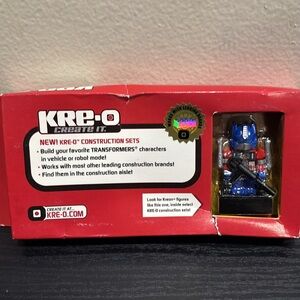 KRE-O
CREATE IT.
NEW! KRE-O™ CONSTRUCTION SETS
• Build your favorite TRANSFORMERS characters
in vehicle or robot mode!
• Works with most other leading construction brands!
• Find them in the construction aisle!
CREATE IT AT...
KRE-O.COM
Look for Kreon® figures
like this one, inside select
KRE-O construction sets!